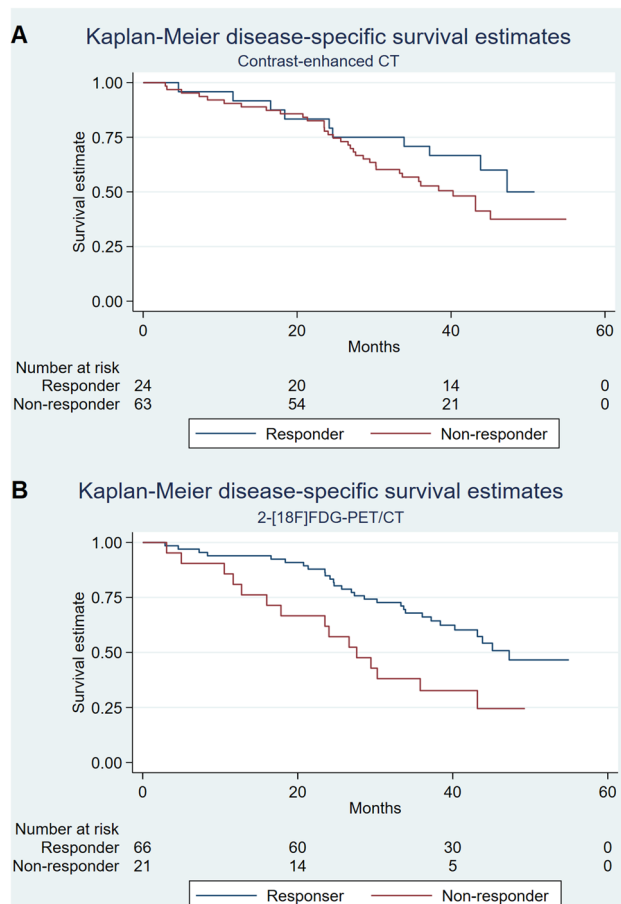 A
Kaplan-Meier disease-specific survival estimates
Contrast-enhanced CT
1.00
0.75
0.50
0.25
0.00
Survival estimate
0 20 40 60
Months
Number at risk
Responder 24 20 14 0
Non-responder 63 54 21 0
Responder Non-responder
B
Kaplan-Meier disease-specific survival estimates
2-[18F]FDG-PET/CT
1.00
0.75
0.50
0.25
0.00
Survival estimate
0 20 40 60
Months
Number at risk
Responder 66 60 30 0
Non-responder 21 14 5 0
Responser Non-responder